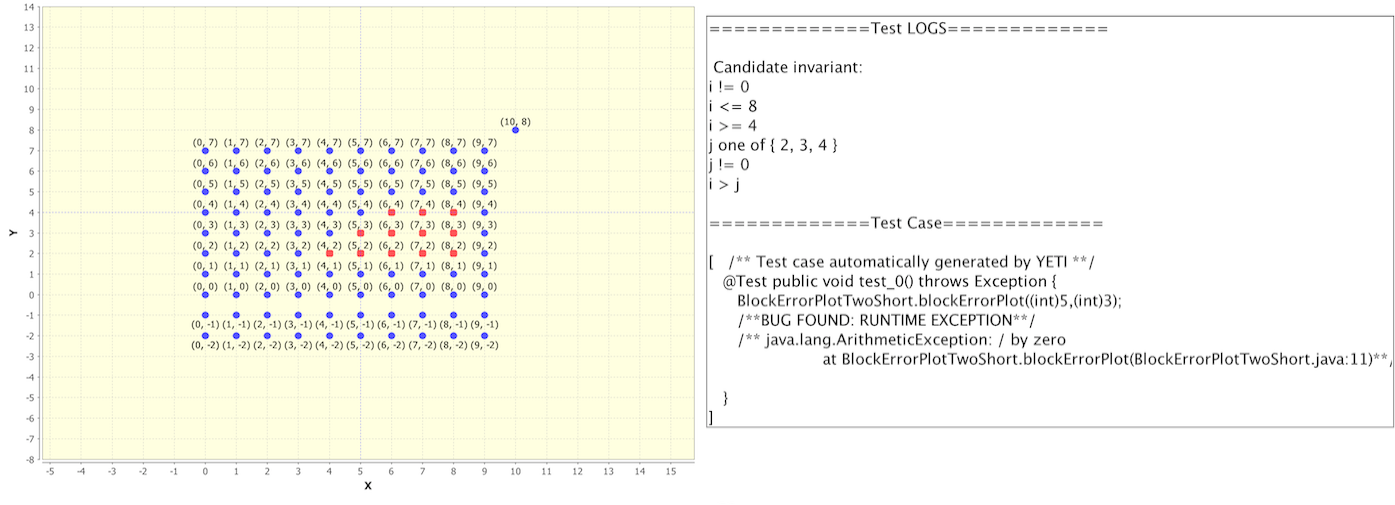 14
13
12
11
10
9
8
7
6
5
4
3
2
1
0
-1
-2
-3
-4
-5
-6
-7
-8
Y
(10, 8)
(0, 7) (1, 7) (2, 7) (3, 7) (4, 7) (5, 7) (6, 7) (7, 7) (8, 7) (9, 7)
(0, 6) (1, 6) (2, 6) (3, 6) (4, 6) (5, 6) (6, 6) (7, 6) (8, 6) (9, 6)
(0, 5) (1, 5) (2, 5) (3, 5) (4, 5) (5, 5) (6, 5) (7, 5) (8, 5) (9, 5)
(0, 4) (1, 4) (2, 4) (3, 4) (4, 4) (5, 4) (6, 4) (7, 4) (8, 4) (9, 4)
(0, 3) (1, 3) (2, 3) (3, 3) (4, 3) (5, 3) (6, 3) (7, 3) (8, 3) (9, 3)
(0, 2) (1, 2) (2, 2) (3, 2) (4, 2) (5, 2) (6, 2) (7, 2) (8, 2) (9, 2)
(0, 1) (1, 1) (2, 1) (3, 1) (4, 1) (5, 1) (6, 1) (7, 1) (8, 1) (9, 1)
(0, 0) (1, 0) (2, 0) (3, 0) (4, 0) (5, 0) (6, 0) (7, 0) (8, 0) (9, 0)
(0, -1) (1, -1) (2, -1) (3, -1) (4, -1) (5, -1) (6, -1) (7, -1) (8, -1) (9, -1)
(0, -2) (1, -2) (2, -2) (3, -2) (4, -2) (5, -2) (6, -2) (7, -2) (8, -2) (9, -2)
-5 -4 -3 -2 -1 0 1 2 3 4 5 6 7 8 9 10 11 12 13 14 15
X
=============Test LOGS=============
Candidate invariant:
i != 0
i <= 8
i >= 4
j one of { 2, 3, 4 }
j != 0
i > j
=============Test Case=============
[ /** Test case automatically generated by YETI **/
@Test public void test_0() throws Exception {
BlockErrorPlotTwoShort.blockErrorPlot((int)5,(int)3);
/**BUG FOUND: RUNTIME EXCEPTION**/
/** java.lang.ArithmeticException: / by zero
at BlockErrorPlotTwoShort.blockErrorPlot(BlockErrorPlotTwoShort.java:11)**/
}
]